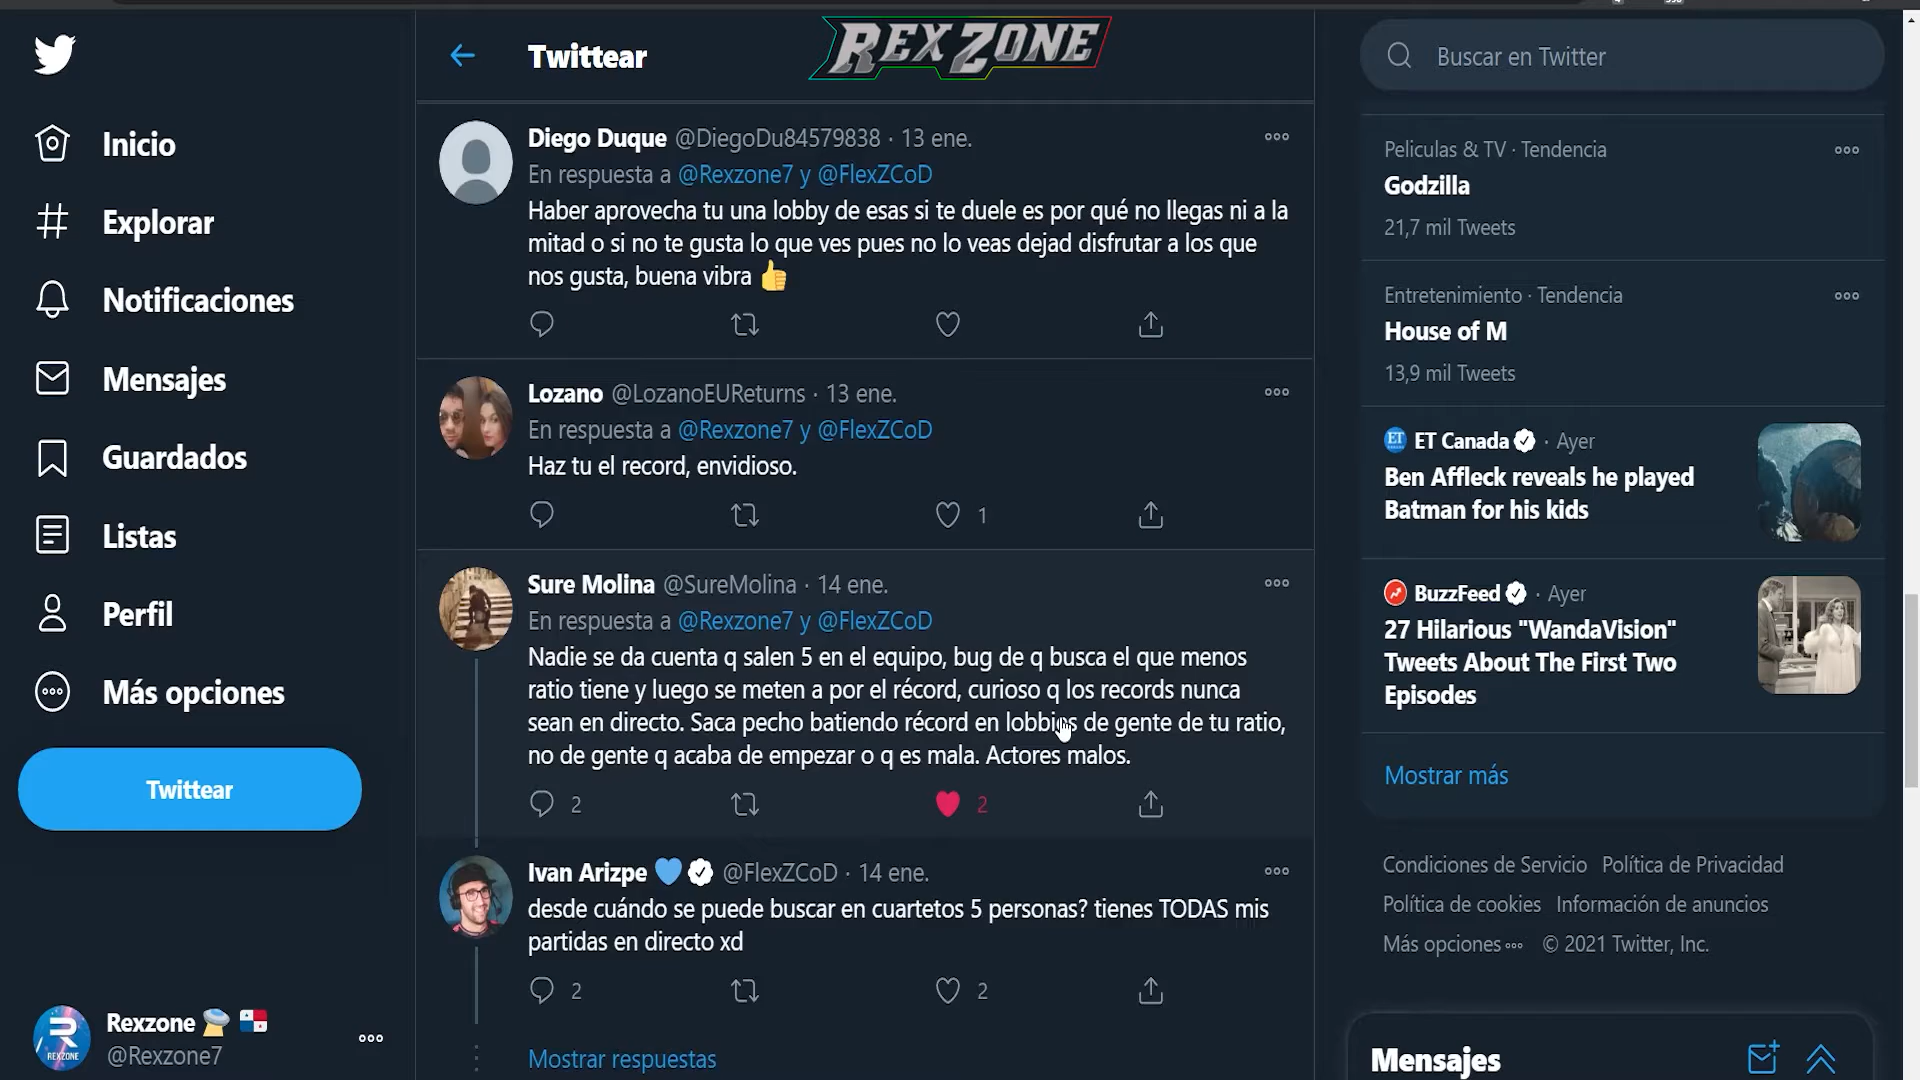 REX ZONE
Twittear
Buscar en Twitter
Inicio
Explorar
Notificaciones
Mensajes
Guardados
Listas
Perfil
Más opciones
Twittear
Rexzone
@Rexzone7
Diego Duque @DiegoDu84579838 · 13 ene.
En respuesta a @Rexzone7 y @FlexZCoD
Haber aprovecha tu una lobby de esas si te duele es por qué no llegas ni a la
mitad o si no te gusta lo que ves pues no lo veas dejad disfrutar a los que
nos gusta, buena vibra 👍
Lozano @LozanoEUReturns · 13 ene.
En respuesta a @Rexzone7 y @FlexZCoD
Haz tu el record, envidioso.
1
Sure Molina @SureMolina · 14 ene.
En respuesta a @Rexzone7 y @FlexZCoD
Nadie se da cuenta q salen 5 en el equipo, bug de q busca el que menos
ratio tiene y luego se meten a por el récord, curioso q los records nunca
sean en directo. Saca pecho batiendo récord en lobbies de gente de tu ratio,
no de gente q acaba de empezar o q es mala. Actores malos.
2 2
Ivan Arizpe 💙 @FlexZCoD · 14 ene.
desde cuándo se puede buscar en cuartetos 5 personas? tienes TODAS mis
partidas en directo xd
2 2
Mostrar respuestas
Peliculas & TV · Tendencia
Godzilla
21,7 mil Tweets
Entretenimiento · Tendencia
House of M
13,9 mil Tweets
ET Canada · Ayer
Ben Affleck reveals he played
Batman for his kids
BuzzFeed · Ayer
27 Hilarious "WandaVision"
Tweets About The First Two
Episodes
Mostrar más
Condiciones de Servicio Política de Privacidad
Política de cookies Información de anuncios
Más opciones © 2021 Twitter, Inc.
Mensajes